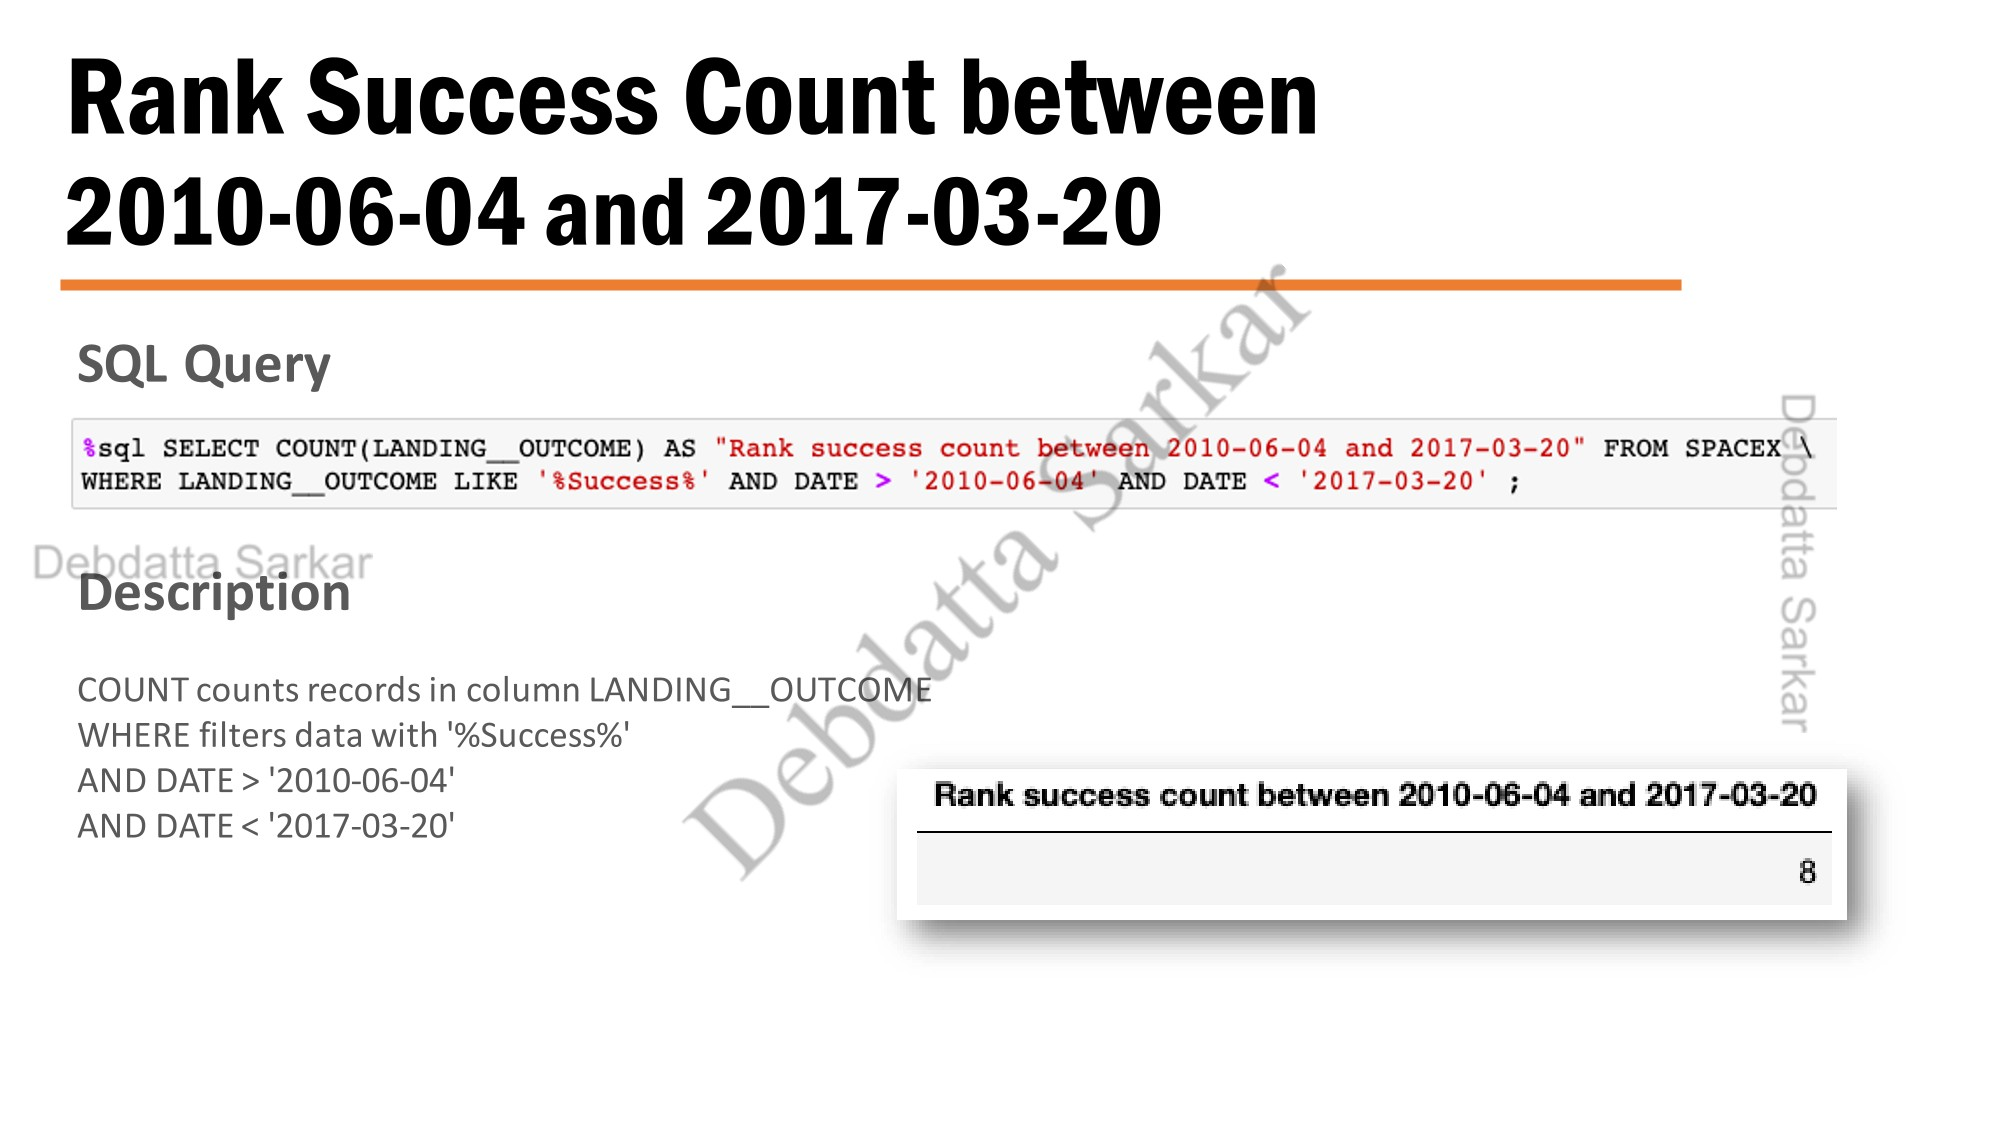 Rank Success Count between
2010-06-04 and 2017-03-20
SQL Query
%sql SELECT COUNT(LANDING__OUTCOME) AS "Rank success count between 2010-06-04 and 2017-03-20" FROM SPACEX \
WHERE LANDING__OUTCOME LIKE '%Success%' AND DATE > '2010-06-04' AND DATE < '2017-03-20' ;
Debdatta Sarkar
Debdatta Sarkar
Debdatta Sarkar
Description
COUNT counts records in column LANDING__OUTCOME
WHERE filters data with '%Success%'
AND DATE > '2010-06-04'
AND DATE < '2017-03-20'
Rank success count between 2010-06-04 and 2017-03-20
8